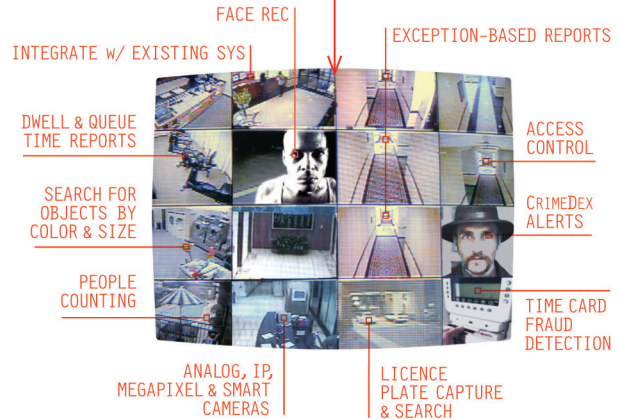 FACE REC
EXCEPTION-BASED REPORTS
INTEGRATE W/ EXISTING SYS
DWELL & QUEUE
TIME REPORTS
ACCESS
CONTROL
SEARCH FOR
OBJECTS BY
COLOR & SIZE
CRIMEDEX
ALERTS
PEOPLE
COUNTING
TIME CARD
FRAUD
DETECTION
ANALOG, IP,
MEGAPIXEL & SMART
CAMERAS
LICENCE
PLATE CAPTURE
& SEARCH